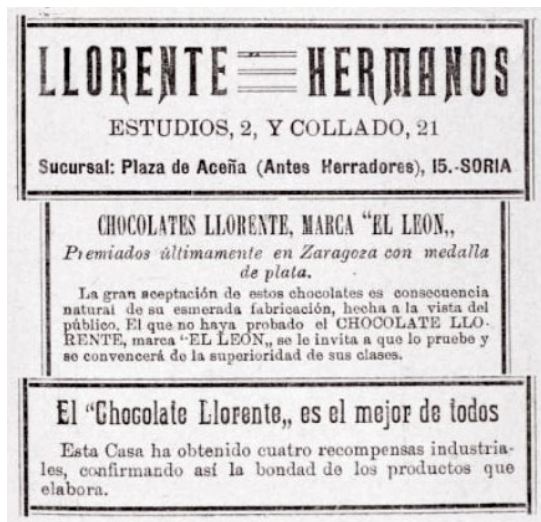 LLORENTE HERMANOS
ESTUDIOS, 2, Y COLLADO, 21
Sucursal: Plaza de Aceña (Antes Herradores), 15.-SORIA
CHOCOLATES LLORENTE, MARCA "EL LEON„
Premiados últimamente en Zaragoza con medalla
de plata.
La gran aceptación de estos chocolates es consecuencia
natural de su esmerada fabricación, hecha a la vista del
público. El que no haya probado el CHOCOLATE LLO-
RENTE, marca "EL LEON„ se le invita a que lo pruebe y
se convencerá de la superioridad de sus clases.
El "Chocolate Llorente„ es el mejor de todos
Esta Casa ha obtenido cuatro recompensas industria-
les, confirmando así la bondad de los productos que
elabora.